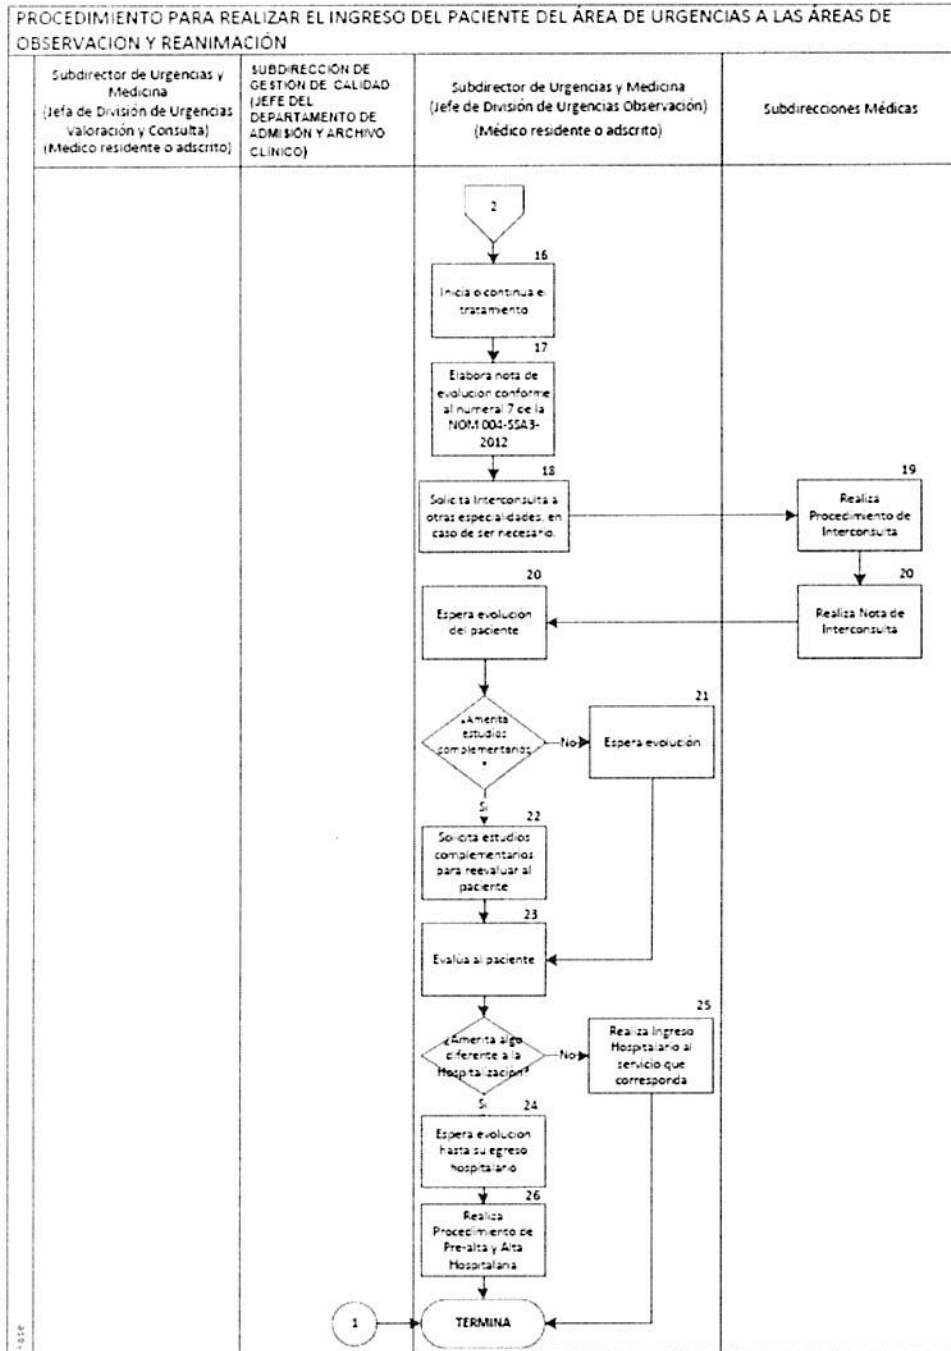 PROCEDIMIENTO PARA REALIZAR EL INGRESO DEL PACIENTE DEL ÁREA DE URGENCIAS A LAS ÁREAS DE
OBSERVACION Y REANIMACIÓN
Subdirector de Urgencias y
Medicina
(Jefa de División de Urgencias
Valoración y Consulta)
(Medico residente o adscrito)
SUBDIRECCIÓN DE
GESTIÓN DE CALIDAD
(JEFE DEL
DEPARTAMENTO DE
ADMISIÓN Y ARCHIVO
CLÍNICO)
Subdirector de Urgencias y Medicina
(Jefe de División de Urgencias Observación)
(Médico residente o adscrito)
Subdirecciones Médicas
2
16
Inicia o continua el
tratamiento
17
Elabora nota de
evolución conforme
al numeral 7 de la
NOM 004-SSA3-
2012
18
Solicita Interconsulta a
otras especialidades, en
caso de ser necesario.
19
Realiza
Procedimiento de
Interconsulta
20
Espera evolución
del paciente
20
Realiza Nota de
Interconsulta
¿Amerita
estudios
complementarios
?
No
21
Espera evolución
Si
22
Solicita estudios
complementarios
para reevaluar al
paciente
23
Evalúa al paciente
¿Amerita algo
diferente a la
Hospitalización?
No
25
Realiza Ingreso
Hospitalario al
servicio que
corresponda
Si
24
Espera evolución
hasta su egreso
hospitalario
26
Realiza
Procedimiento de
Pre-alta y Alta
Hospitalaria
1
TERMINA
Fase